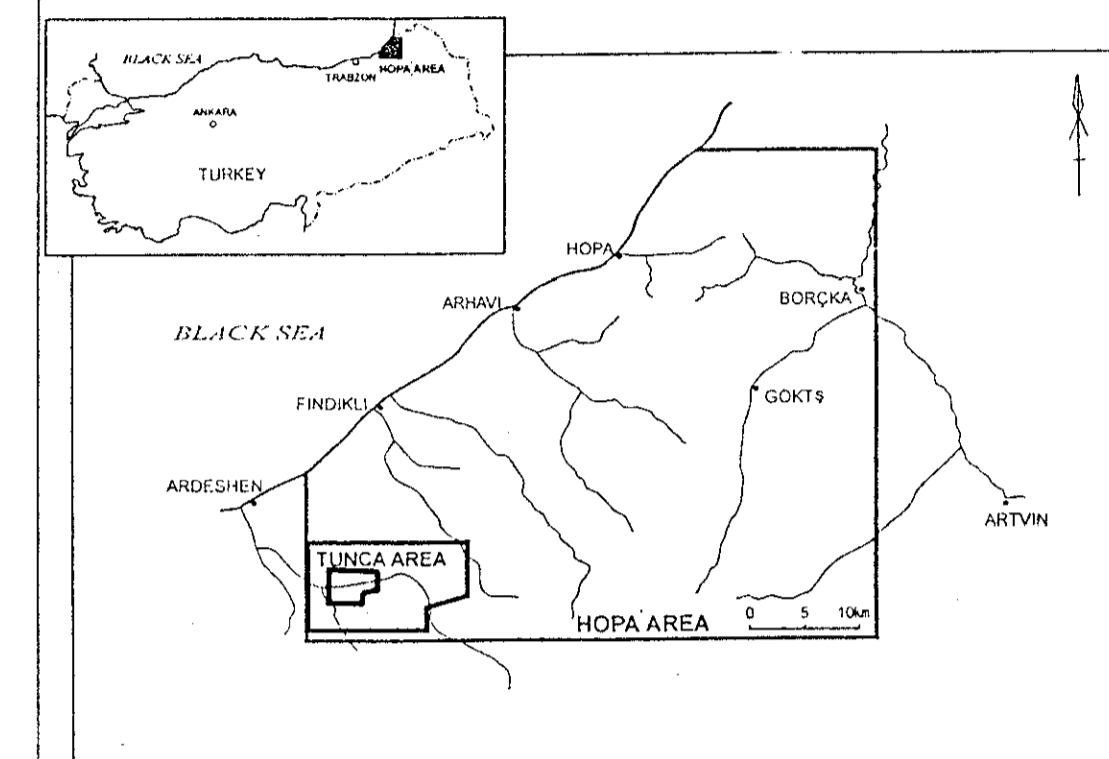 BLACK SEA
TRABZON
HOPA AREA
ANKARA
TURKEY
HOPA
BORÇKA
ARHAVI
BLACK SEA
GÖKTŞ
FINDIKLI
ARDESHEN
ARTVIN
TUNCA AREA
0 5 10km
HOPA AREA